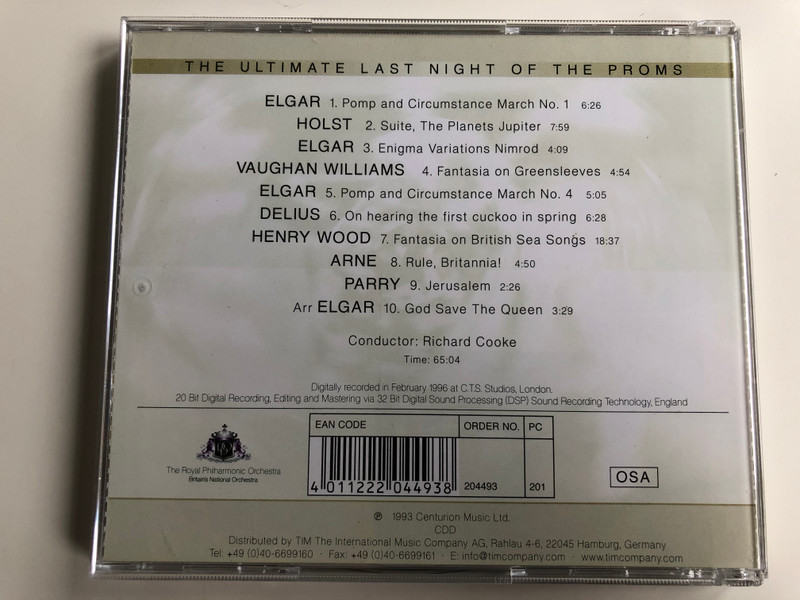 THE ULTIMATE LAST NIGHT OF THE PROMS
ELGAR 1. Pomp and Circumstance March No. 1 6:26
HOLST 2. Suite, The Planets Jupiter 7:59
ELGAR 3. Enigma Variations Nimrod 4:09
VAUGHAN WILLIAMS 4. Fantasia on Greensleeves 4:54
ELGAR 5. Pomp and Circumstance March No. 4 5:05
DELIUS 6. On hearing the first cuckoo in spring 6:28
HENRY WOOD 7. Fantasia on British Sea Songs 18:37
ARNE 8. Rule, Britannia! 4:50
PARRY 9. Jerusalem 2:26
Arr ELGAR 10. God Save The Queen 3:29
Conductor: Richard Cooke
Time: 65:04
Digitally recorded in February 1996 at C.T.S. Studios, London.
20 Bit Digital Recording, Editing and Mastering via 32 Bit Digital Sound Processing (DSP) Sound Recording Technology, England
The Royal Philharmonic Orchestra
Britain's National Orchestra
EAN CODE ORDER NO. PC
4 011222 044938 204493 201
OSA
℗ 1993 Centurion Music Ltd.
CDD
Distributed by TIM The International Music Company AG, Rahlau 4-6, 22045 Hamburg, Germany
Tel: +49 (0)40-6699160 · Fax: +49 (0)40-6699161 · E: info@timcompany.com · www.timcompany.com